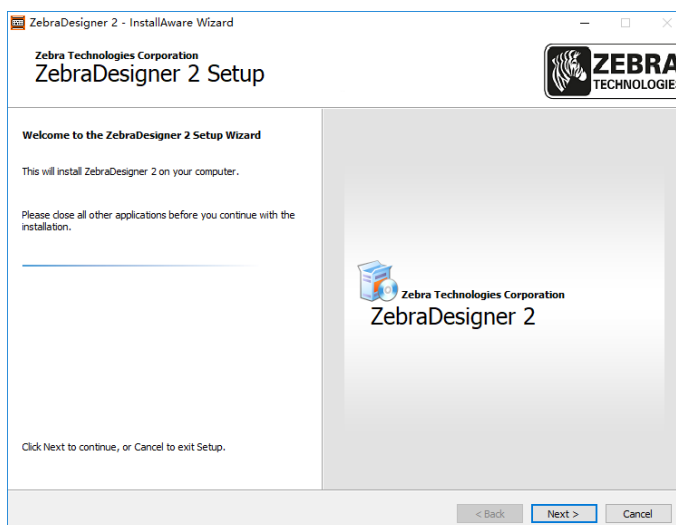 ZebraDesigner 2 - InstallAware Wizard
Zebra Technologies Corporation
ZebraDesigner 2 Setup
ZEBRA
TECHNOLOGIES
Welcome to the ZebraDesigner 2 Setup Wizard
This will install ZebraDesigner 2 on your computer.
Please close all other applications before you continue with the
installation.
Zebra Technologies Corporation
ZebraDesigner 2
Click Next to continue, or Cancel to exit Setup.
< Back
Next >
Cancel